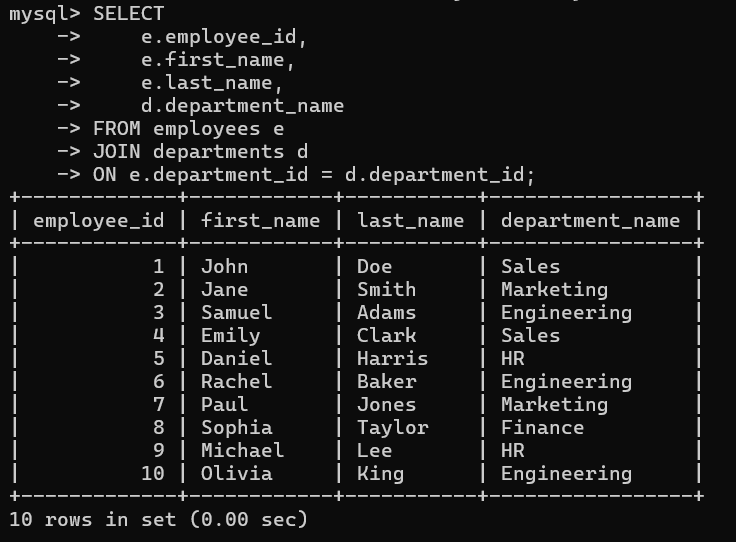 mysql> SELECT
    ->     e.employee_id,
    ->     e.first_name,
    ->     e.last_name,
    ->     d.department_name
    -> FROM employees e
    -> JOIN departments d
    -> ON e.department_id = d.department_id;
+-------------+------------+-----------+-----------------+
| employee_id | first_name | last_name | department_name |
+-------------+------------+-----------+-----------------+
|           1 | John       | Doe       | Sales           |
|           2 | Jane       | Smith     | Marketing       |
|           3 | Samuel     | Adams     | Engineering     |
|           4 | Emily      | Clark     | Sales           |
|           5 | Daniel     | Harris    | HR              |
|           6 | Rachel     | Baker     | Engineering     |
|           7 | Paul       | Jones     | Marketing       |
|           8 | Sophia     | Taylor    | Finance         |
|           9 | Michael    | Lee       | HR              |
|          10 | Olivia     | King      | Engineering     |
+-------------+------------+-----------+-----------------+
10 rows in set (0.00 sec)